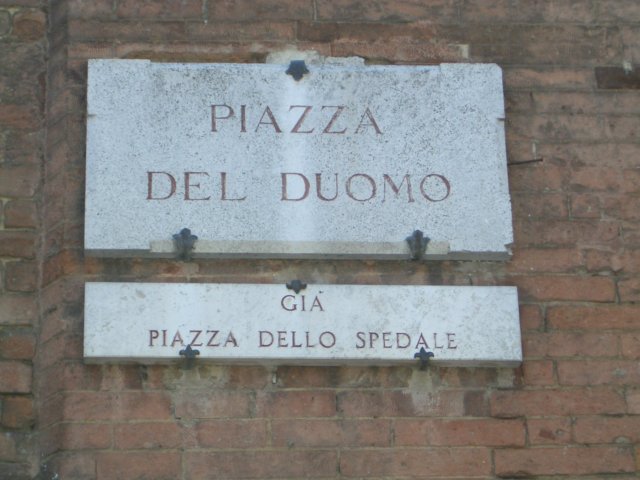 PIAZZA
DEL DUOMO
GIÀ
PIAZZA DELLO SPEDALE